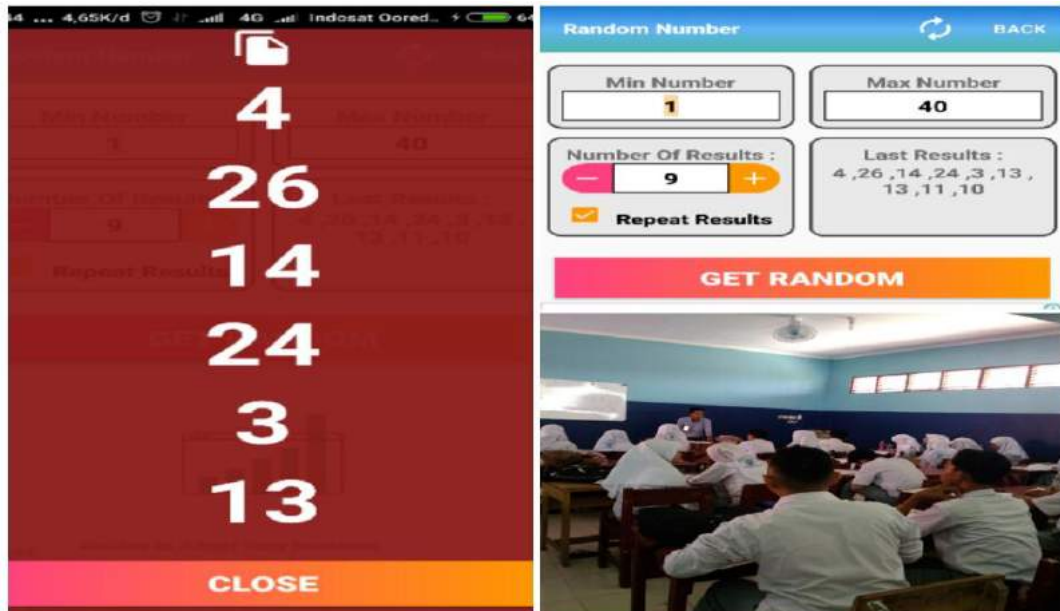 4,65K/d 4G Indosat Oored...
4
26
14
24
3
13
CLOSE
Random Number BACK
Min Number
1
Max Number
40
Number Of Results :
9
Repeat Results
Last Results :
4 ,26 ,14 ,24 ,3 ,13 ,
13 ,11 ,10
GET RANDOM